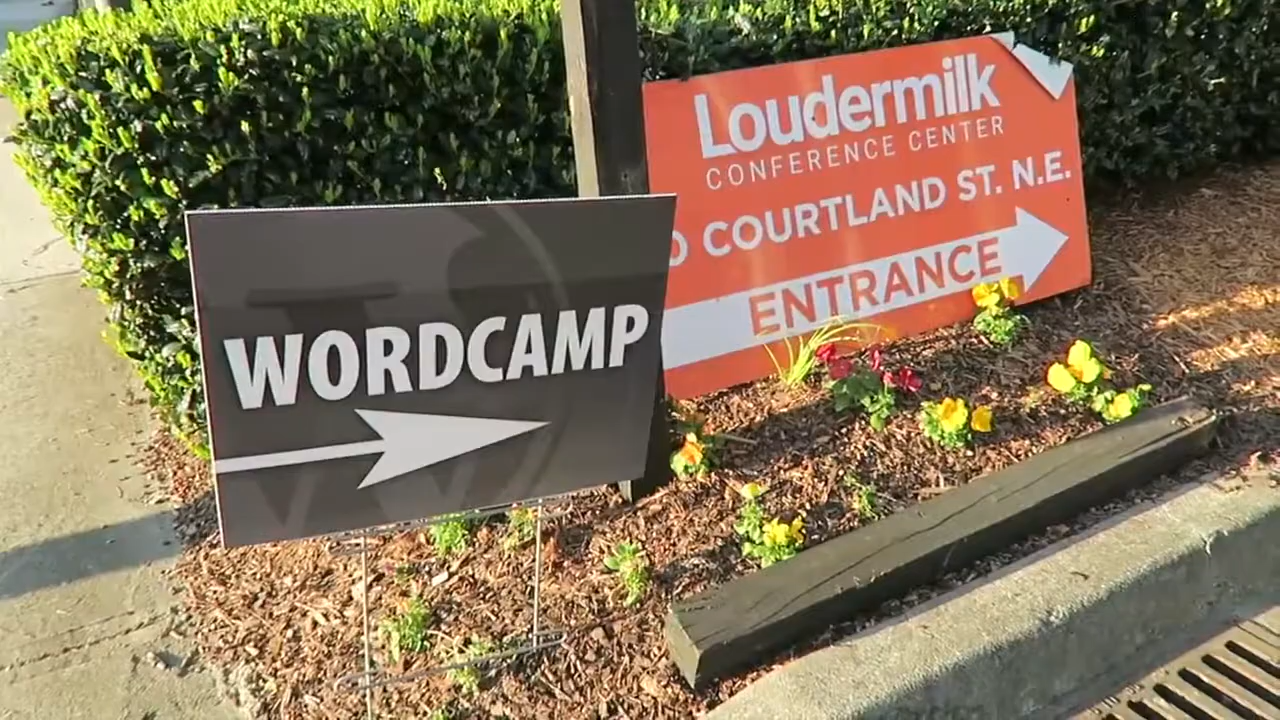 WORDCAMP
Loudermilk
CONFERENCE CENTER
COURTLAND ST. N.E.
ENTRANCE